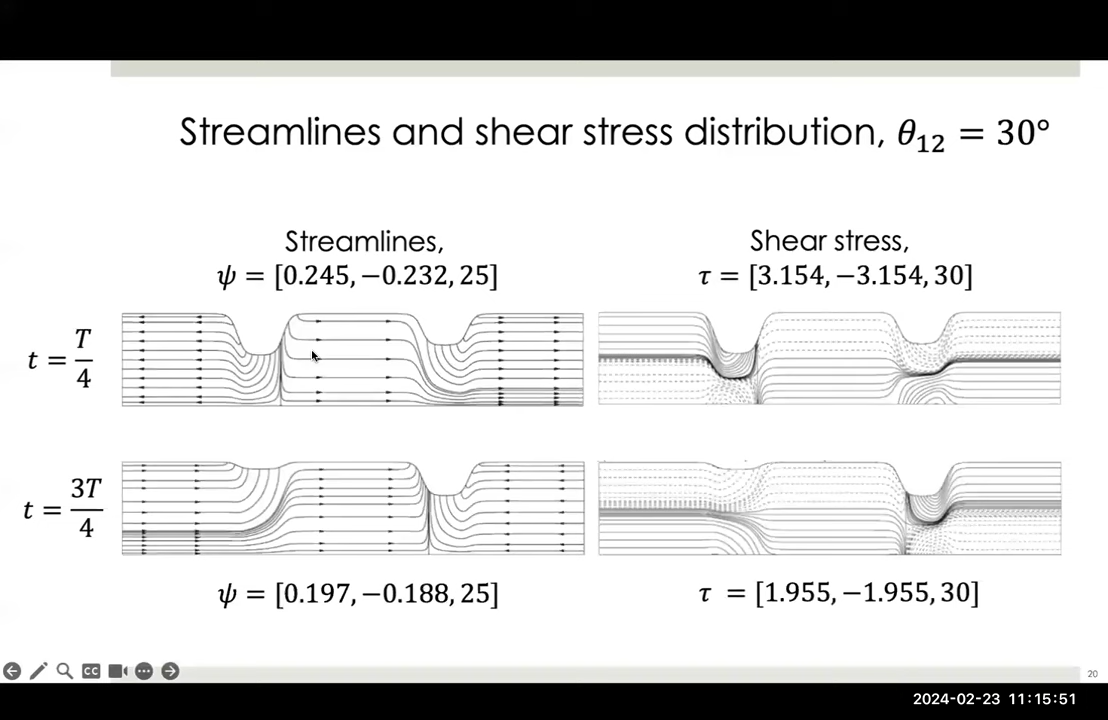 Streamlines and shear stress distribution, θ₁₂ = 30°
Streamlines,
ψ = [0.245, −0.232, 25]
Shear stress,
τ = [3.154, −3.154, 30]
t = T/4
t = 3T/4
ψ = [0.197, −0.188, 25]
τ = [1.955, −1.955, 30]
CC
20
2024-02-23 11:15:51